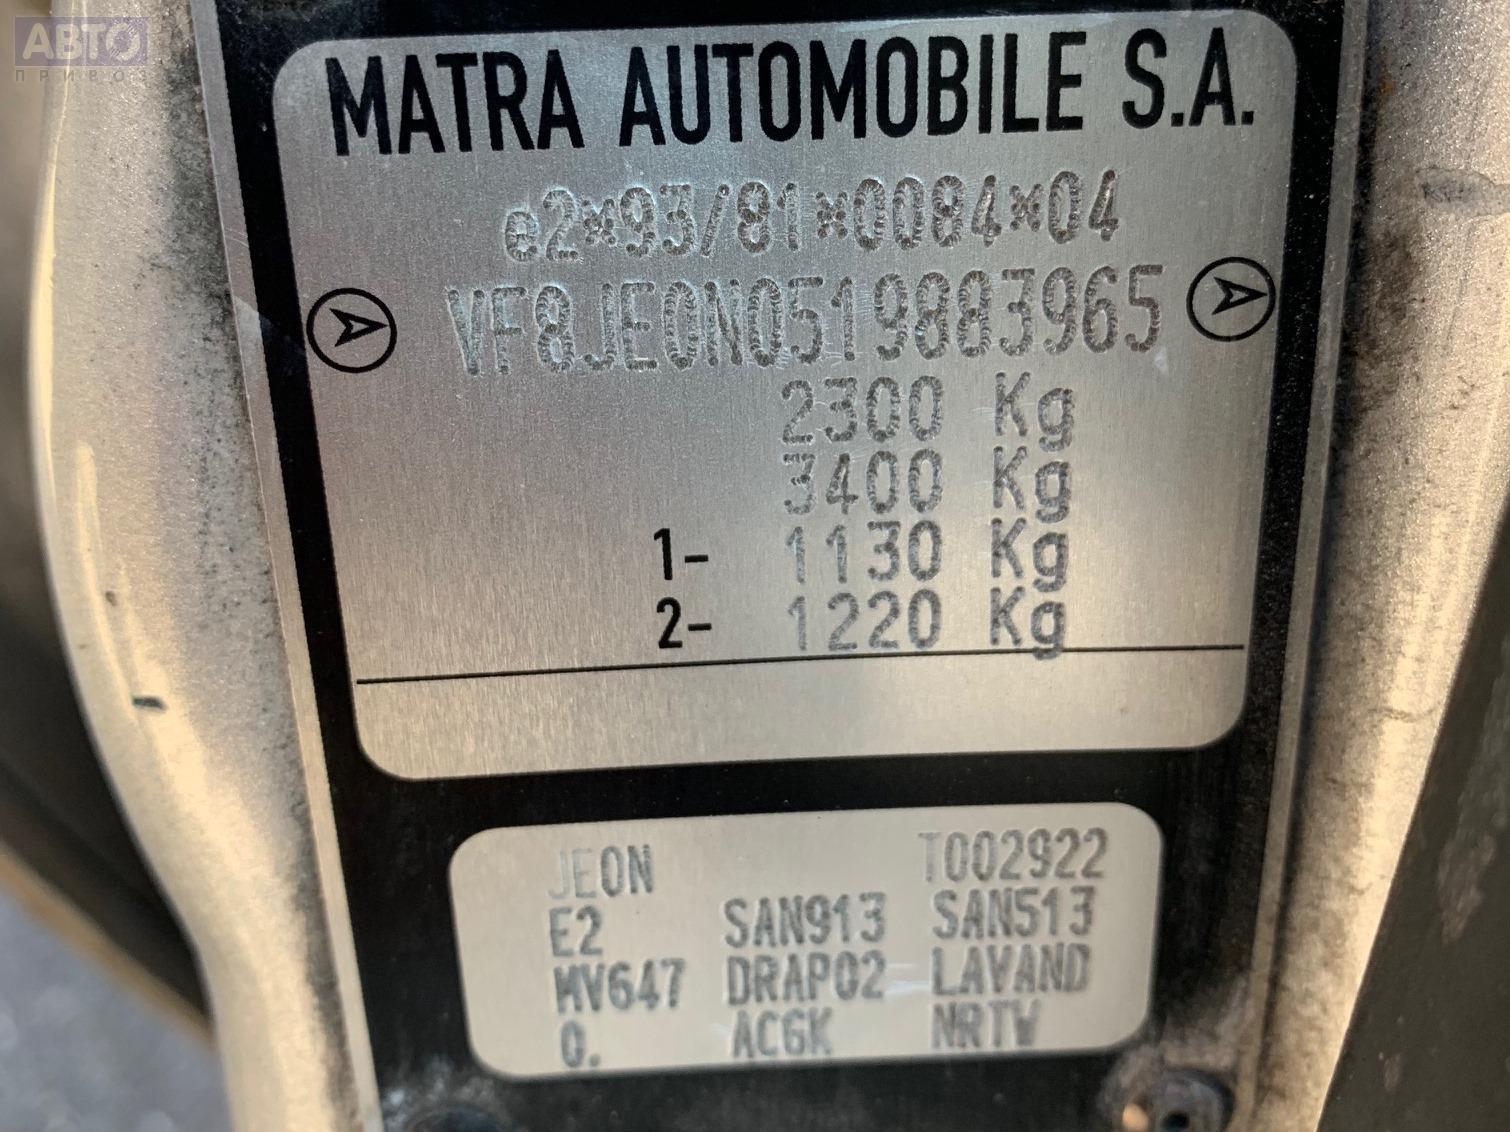 АВТО
ПРИВОЗ
MATRA AUTOMOBILE S.A.
e2*93/81*0084*04
VF8JE0N0519883965
2300 Kg
3400 Kg
1- 1130 Kg
2- 1220 Kg
JE0N T002922
E2 SAN913 SAN513
MV647 DRAP02 LAVAND
0. AC6K NRTW